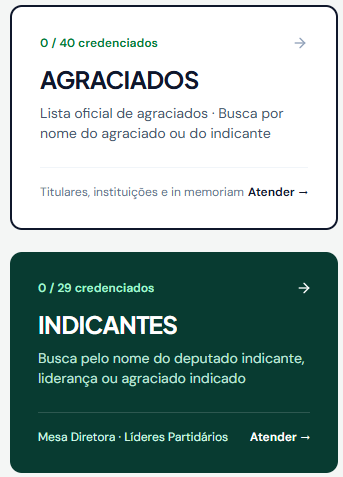 0 / 40 credenciados →
AGRACIADOS
Lista oficial de agraciados · Busca por
nome do agraciado ou do indicante
Titulares, instituições e in memoriam Atender →
0 / 29 credenciados →
INDICANTES
Busca pelo nome do deputado indicante,
liderança ou agraciado indicado
Mesa Diretora · Líderes Partidários Atender →